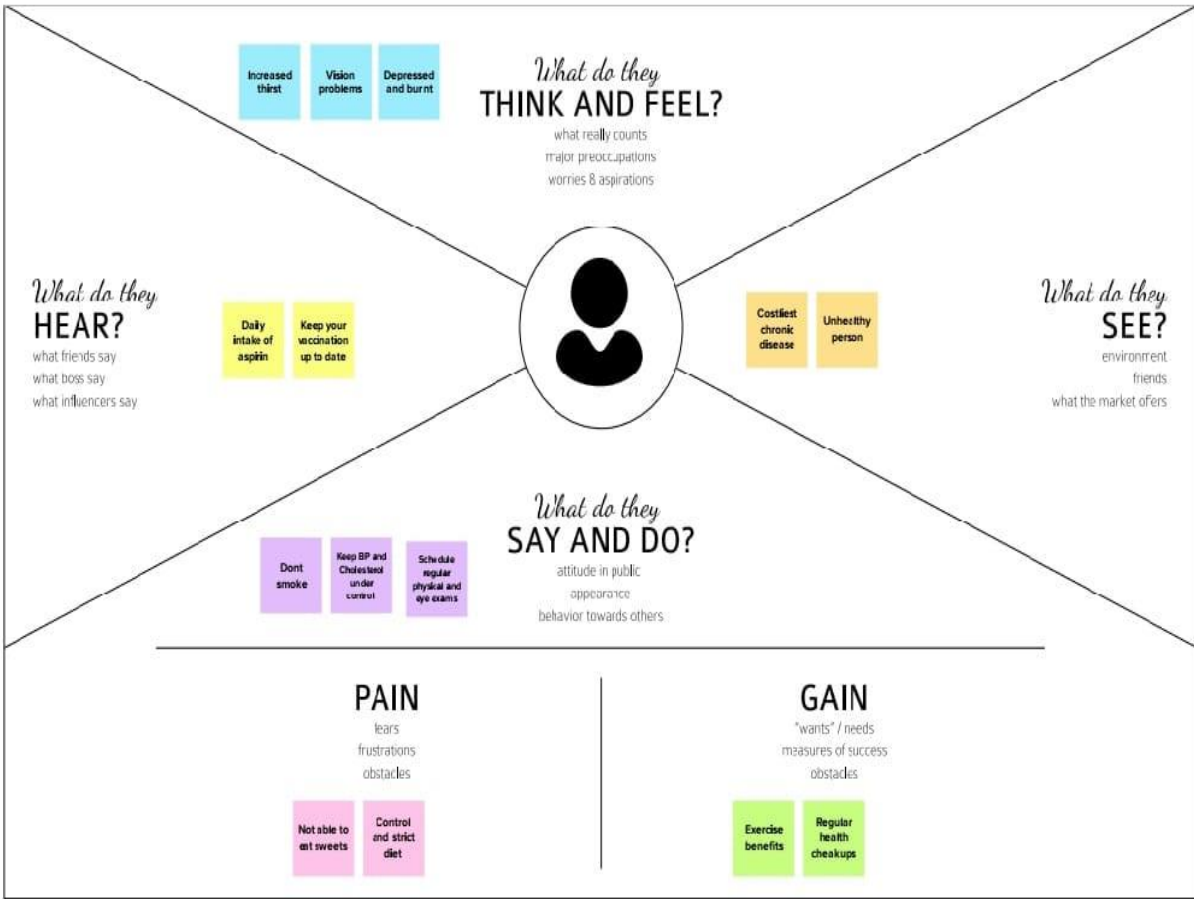 Increased
thirst
Vision
problems
Depressed
and burnt
What do they
THINK AND FEEL?
what really counts
major preoccupations
worries & aspirations
What do they
HEAR?
what friends say
what boss say
what influencers say
Daily
intake of
aspirin
Keep your
vaccination
up to date
Costliest
chronic
disease
Unhealthy
person
What do they
SEE?
environment
friends
what the market offers
What do they
SAY AND DO?
attitude in public
appearance
behavior towards others
Dont
smoke
Keep BP and
Cholesterol
under
control
Schedule
regular
physical and
eye exams
PAIN
fears
frustrations
obstacles
Not able to
eat sweets
Control
and strict
diet
GAIN
"wants" / needs
measures of success
obstacles
Exercise
benefits
Regular
health
cheakups